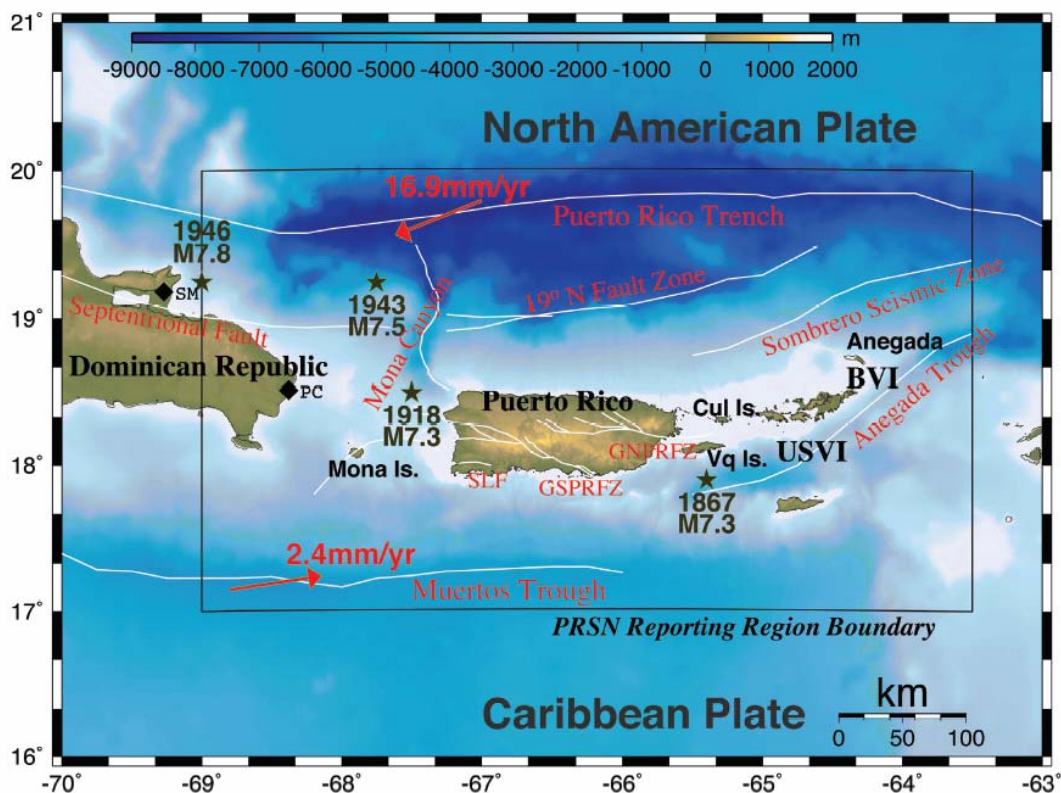 21°
m
-9000 -8000 -7000 -6000 -5000 -4000 -3000 -2000 -1000 0 1000 2000
North American Plate
20°
16.9mm/yr
Puerto Rico Trench
1946
M7.8
SM
1943
M7.5
Mona Canyon
19° N Fault Zone
Sombrero Seismic Zone
19°
Septentrional Fault
Anegada
Dominican Republic
BVI
Anegada Trough
PC
Puerto Rico
Cul Is.
1918
M7.3
GNPRFZ
USVI
Vq Is.
Mona Is.
18°
SLF
GSPRFZ
1867
M7.3
2.4mm/yr
Muertos Trough
17°
PRSN Reporting Region Boundary
km
Caribbean Plate
0 50 100
16°
-70 -69 -68 -67 -66 -65 -64 -63